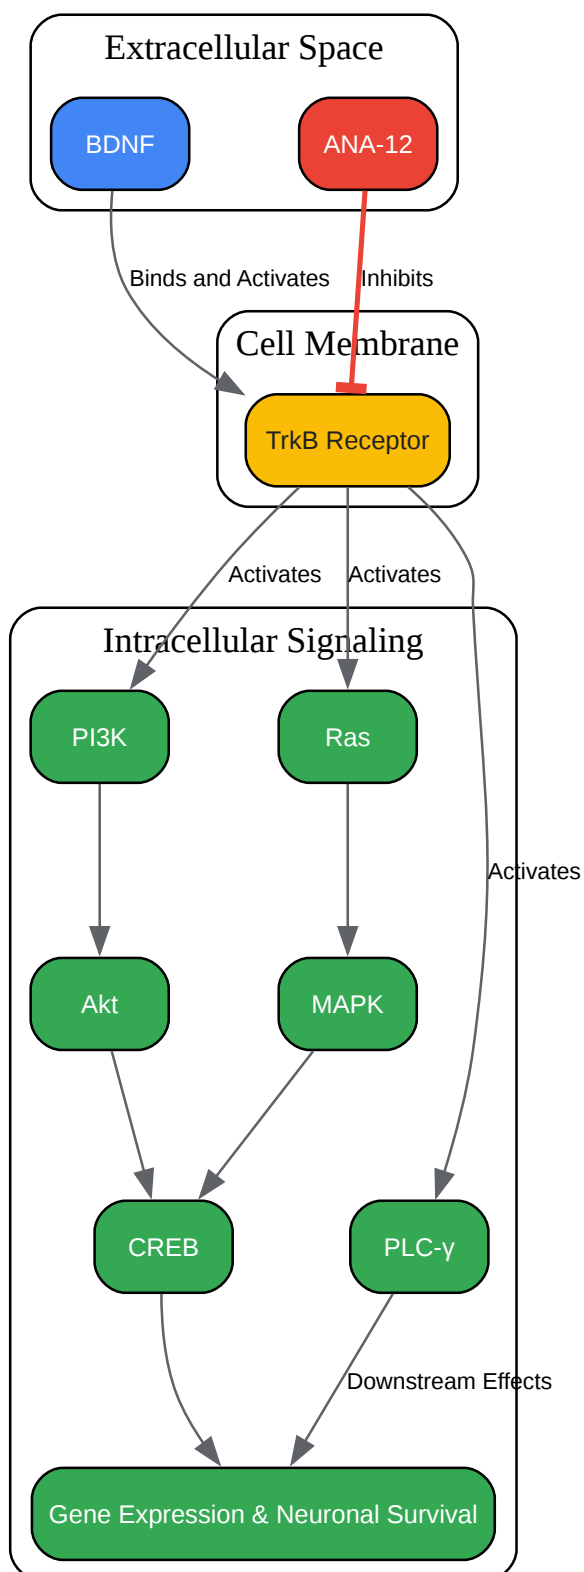 Extracellular Space
BDNF
ANA-12
Binds and Activates
Inhibits
Cell Membrane
TrkB Receptor
Activates
Activates
Intracellular Signaling
PI3K
Ras
Activates
Akt
MAPK
CREB
PLC-γ
Downstream Effects
Gene Expression & Neuronal Survival